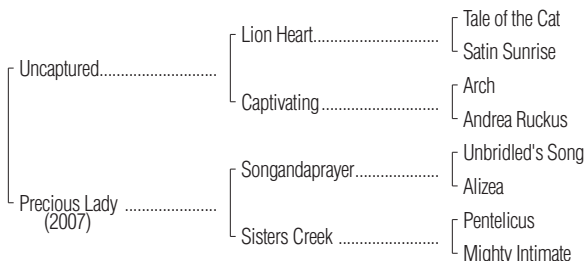 Tale of the Cat
Lion Heart
Satin Sunrise
Uncaptured
Arch
Captivating
Andrea Ruckus
Unbridled's Song
Songandaprayer
Alizea
Precious Lady
(2007)
Pentelicus
Sisters Creek
Mighty Intimate